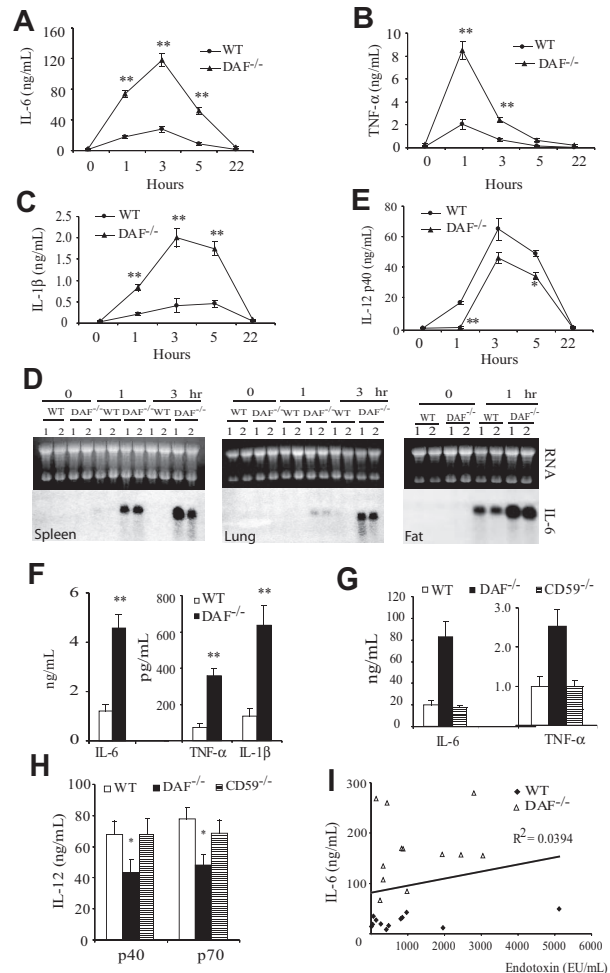 A
IL-6 (ng/mL)
160
120
80
40
0
WT
DAF-/-
**
**
**
0 1 3 5 22
Hours
B
TNF-α (ng/mL)
10
8
6
4
2
0
WT
DAF-/-
**
**
0 1 3 5 22
Hours
C
IL-1β (ng/mL)
2.5
2.0
1.5
1.0
0.5
0
WT
DAF-/-
**
**
**
0 1 3 5 22
Hours
E
IL-12 p40 (ng/mL)
80
60
40
20
0
WT
DAF-/-
**
*
0 1 3 5 22
Hours
D
0 1 3 hr
WT DAF-/- WT DAF-/- WT DAF-/-
1 2 1 2 1 2 1 2 1 2 1 2
Spleen
0 1 3 hr
WT DAF-/- WT DAF-/- WT DAF-/-
1 2 1 2 1 2 1 2 1 2 1 2
Lung
0 1 hr
WT DAF-/- WT DAF-/-
1 2 1 2 1 2 1 2
Fat
RNA
IL-6
F
ng/mL
6
4
2
0
**
IL-6
pg/mL
800
600
400
200
WT
DAF-/-
**
**
TNF-α IL-1β
G
WT DAF-/- CD59-/-
ng/mL
120
100
80
60
40
20
0
IL-6
3.0
2.0
1.0
TNF-α
H
WT DAF-/- CD59-/-
IL-12 (ng/mL)
100
80
60
40
20
0
*
*
p40 p70
I
IL-6 (ng/mL)
300
200
100
0
WT
DAF-/-
R2 = 0.0394
0 1000 2000 3000 4000 5000 6000
Endotoxin (EU/mL)